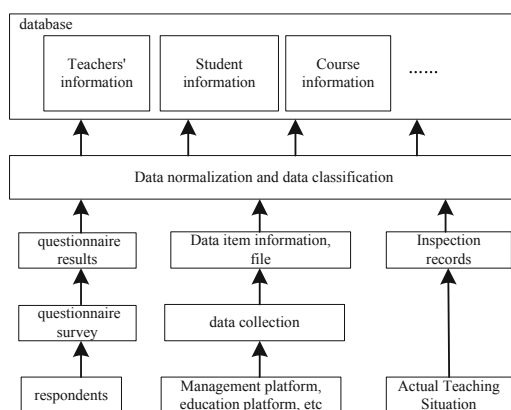 database
Teachers'
information
Student
information
Course
information
......
Data normalization and data classification
questionnaire
results
Data item information,
file
Inspection
records
questionnaire
survey
data collection
respondents
Management platform,
education platform, etc
Actual Teaching
Situation